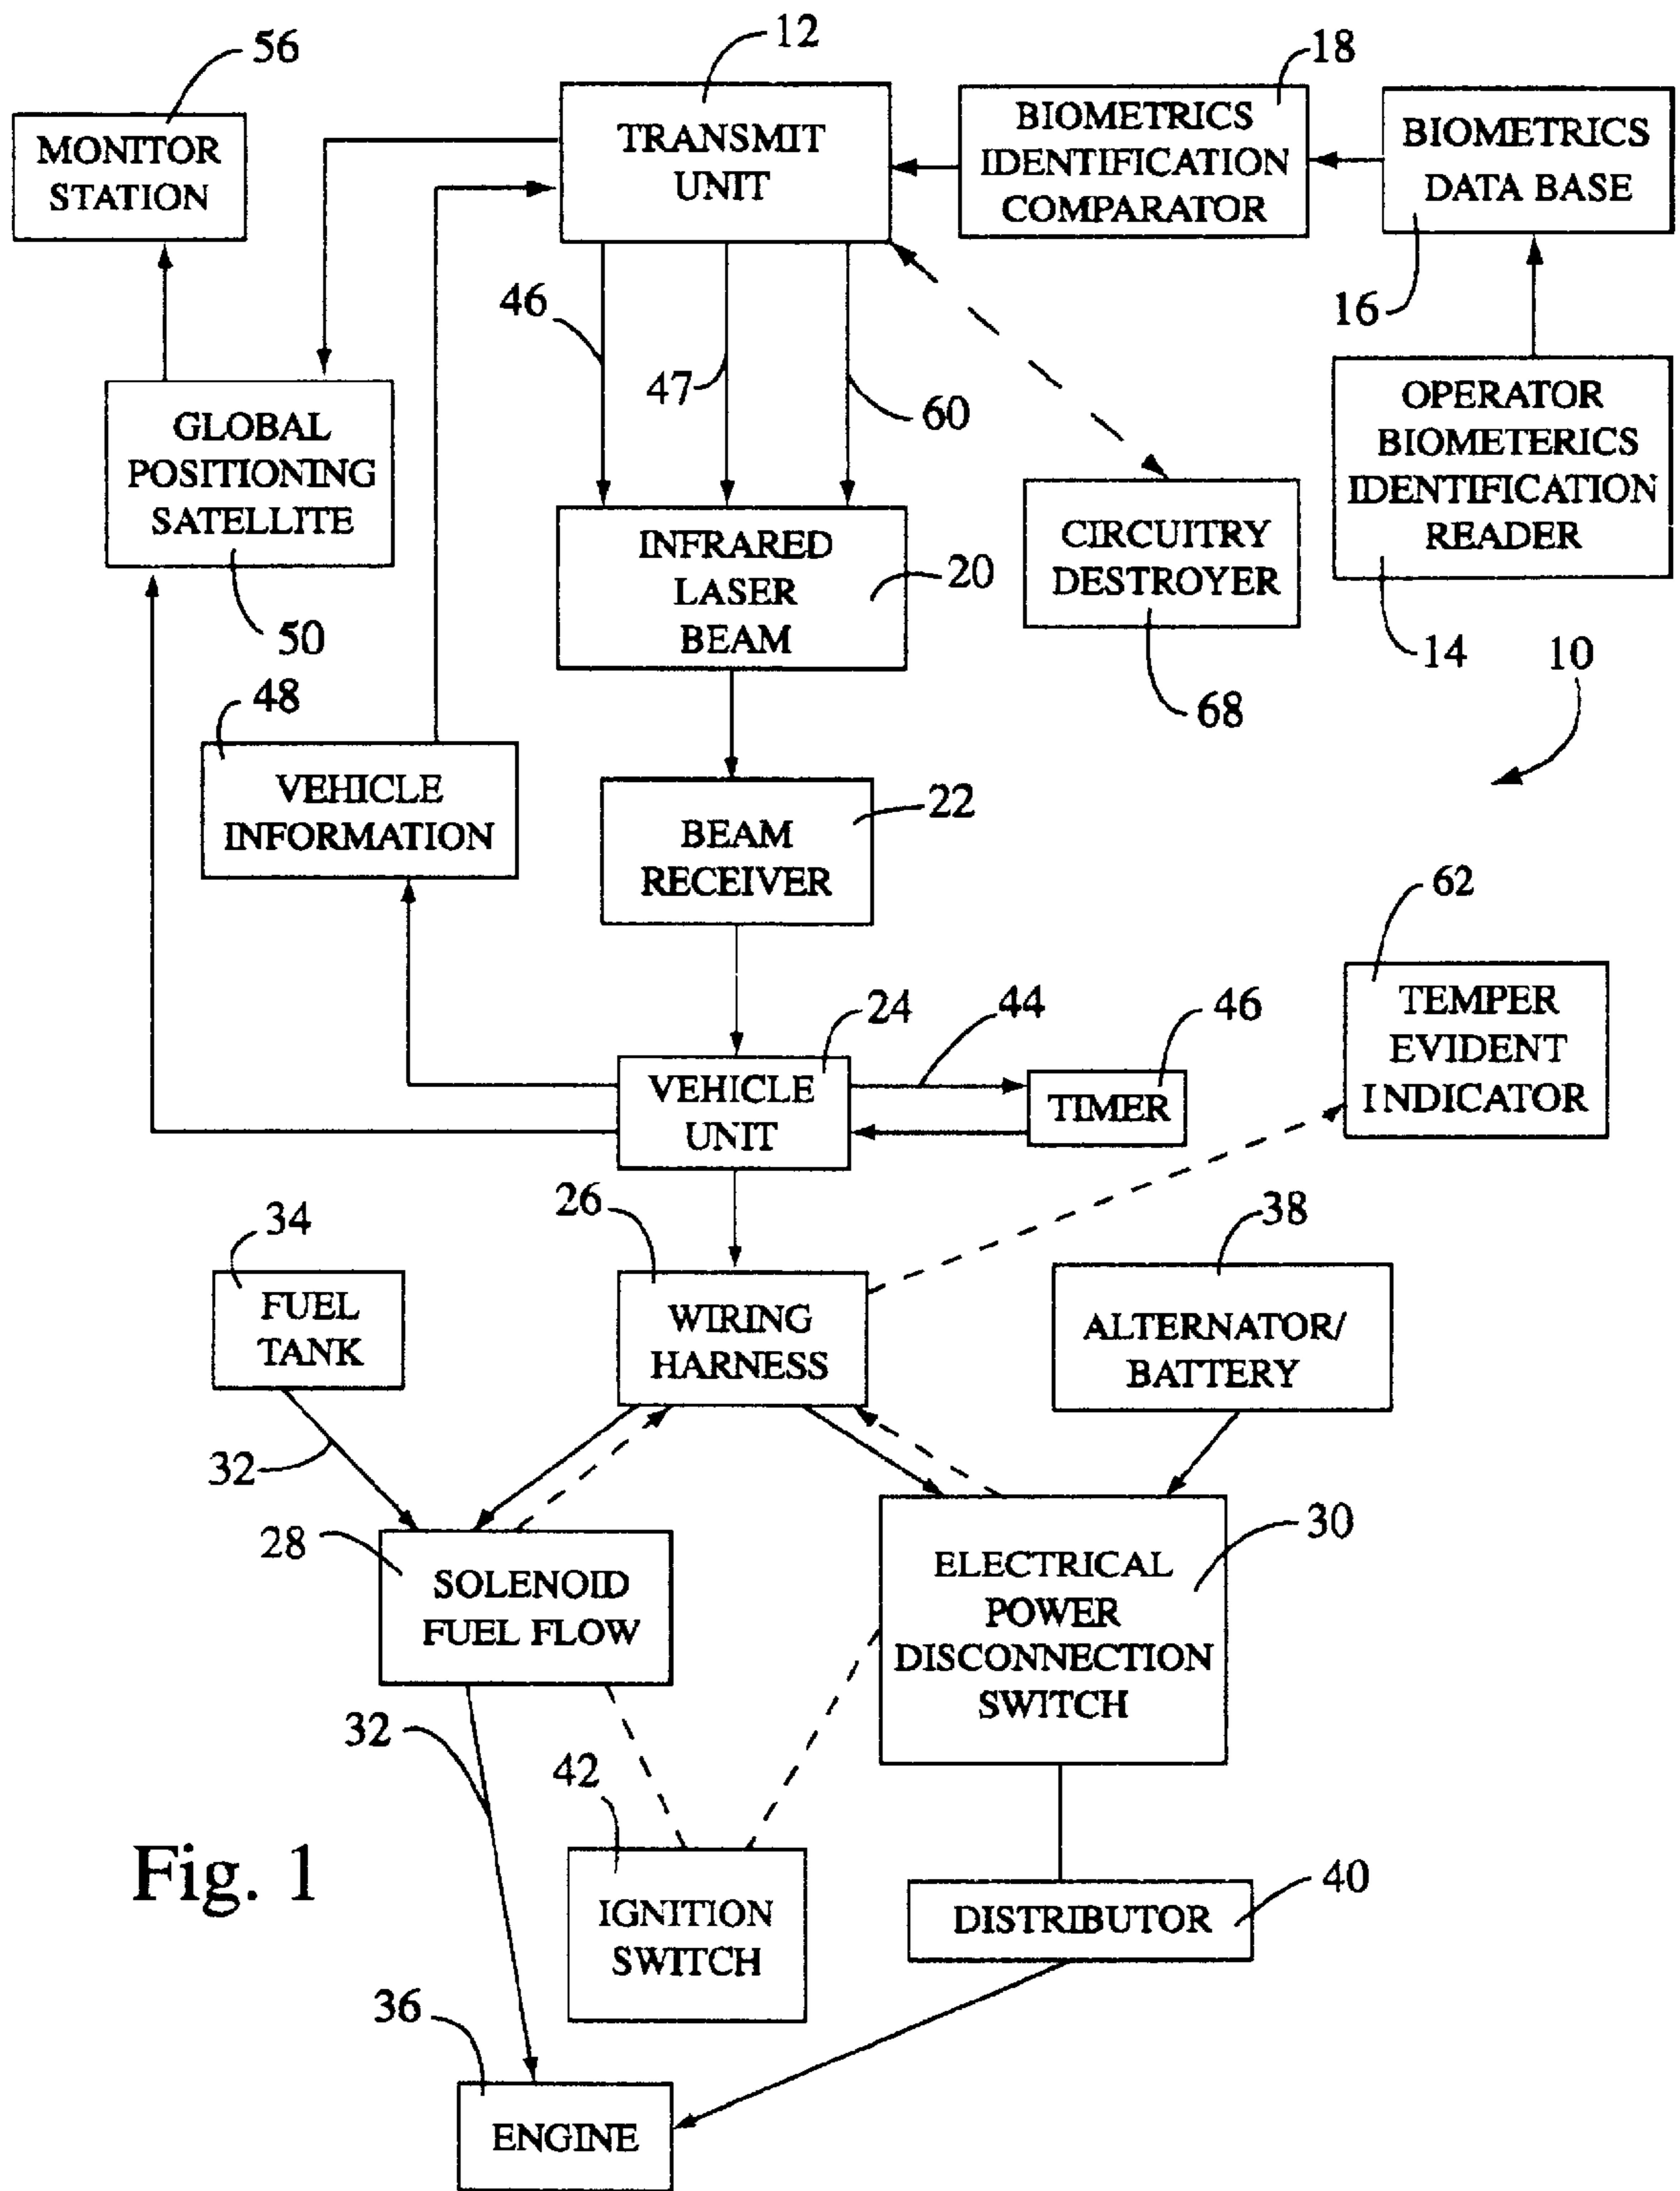 12
56
18
MONITOR
STATION
TRANSMIT
UNIT
BIOMETRICS
IDENTIFICATION
COMPARATOR
BIOMETRICS
DATA BASE
46
47
60
16
GLOBAL
POSITIONING
SATELLITE
OPERATOR
BIOMETERICS
IDENTIFICATION
READER
INFRARED
LASER
BEAM
20
CIRCUITRY
DESTROYER
50
14
10
48
68
VEHICLE
INFORMATION
22
BEAM
RECEIVER
62
24
44
46
TEMPER
EVIDENT
INDICATOR
VEHICLE
UNIT
TIMER
34
26
38
FUEL
TANK
WIRING
HARNESS
ALTERNATOR/
BATTERY
32
28
30
SOLENOID
FUEL FLOW
ELECTRICAL
POWER
DISCONNECTION
SWITCH
32
42
Fig. 1
40
IGNITION
SWITCH
DISTRIBUTOR
36
ENGINE